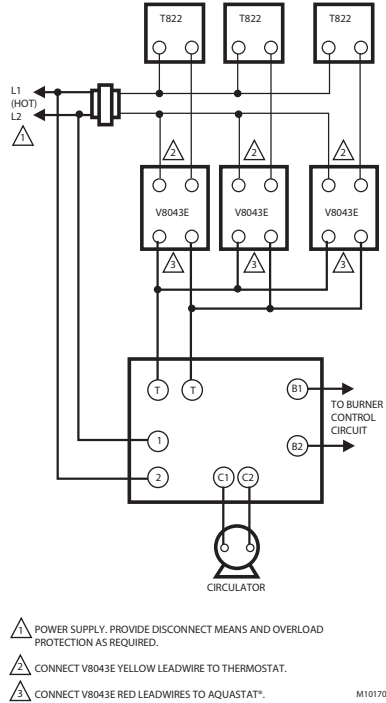 T822 T822 T822
L1
(HOT)
L2
1
2 2 2
V8043E V8043E V8043E
3 3 3
T T B1
TO BURNER
CONTROL
CIRCUIT
1
B2
2 C1 C2
CIRCULATOR
1 POWER SUPPLY. PROVIDE DISCONNECT MEANS AND OVERLOAD
PROTECTION AS REQUIRED.
2 CONNECT V8043E YELLOW LEADWIRE TO THERMOSTAT.
3 CONNECT V8043E RED LEADWIRES TO AQUASTAT®. M10170